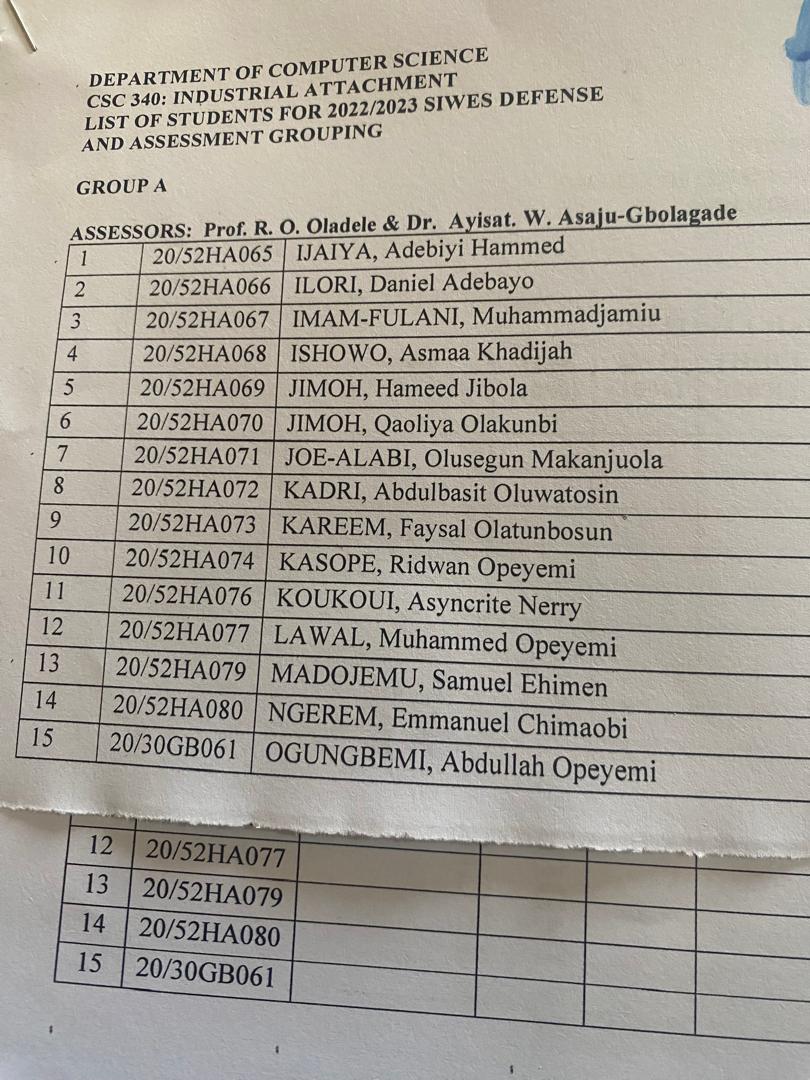 DEPARTMENT OF COMPUTER SCIENCE
CSC 340: INDUSTRIAL ATTACHMENT
LIST OF STUDENTS FOR 2022/2023 SIWES DEFENSE
AND ASSESSMENT GROUPING
GROUP A
ASSESSORS: Prof. R. O. Oladele & Dr. Ayisat. W. Asaju-Gbolagade
1 20/52HA065 IJAIYA, Adebiyi Hammed
2 20/52HA066 ILORI, Daniel Adebayo
3 20/52HA067 IMAM-FULANI, Muhammadjamiu
4 20/52HA068 ISHOWO, Asmaa Khadijah
5 20/52HA069 JIMOH, Hameed Jibola
6 20/52HA070 JIMOH, Qaoliya Olakunbi
7 20/52HA071 JOE-ALABI, Olusegun Makanjuola
8 20/52HA072 KADRI, Abdulbasit Oluwatosin
9 20/52HA073 KAREEM, Faysal Olatunbosun
10 20/52HA074 KASOPE, Ridwan Opeyemi
11 20/52HA076 KOUKOUI, Asyncrite Nerry
12 20/52HA077 LAWAL, Muhammed Opeyemi
13 20/52HA079 MADOJEMU, Samuel Ehimen
14 20/52HA080 NGEREM, Emmanuel Chimaobi
15 20/30GB061 OGUNGBEMI, Abdullah Opeyemi
12 20/52HA077
13 20/52HA079
14 20/52HA080
15 20/30GB061